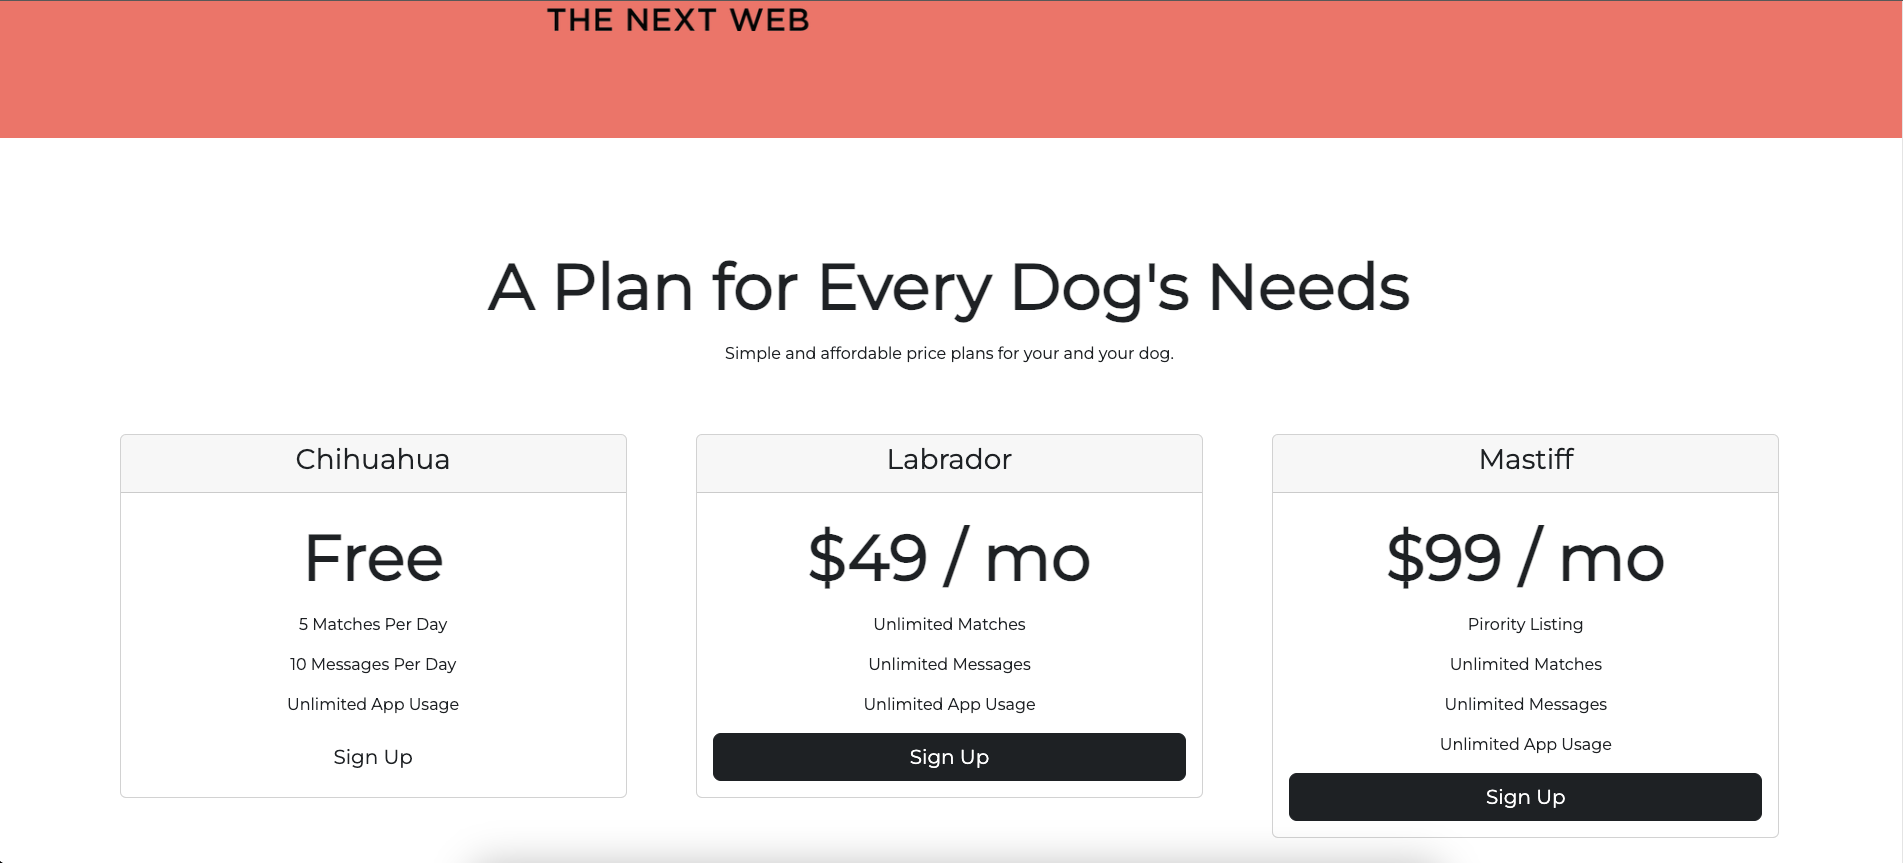 THE NEXT WEB
A Plan for Every Dog's Needs
Simple and affordable price plans for your and your dog.
Chihuahua
Free
5 Matches Per Day
10 Messages Per Day
Unlimited App Usage
Sign Up
Labrador
$49 / mo
Unlimited Matches
Unlimited Messages
Unlimited App Usage
Sign Up
Mastiff
$99 / mo
Pirority Listing
Unlimited Matches
Unlimited Messages
Unlimited App Usage
Sign Up